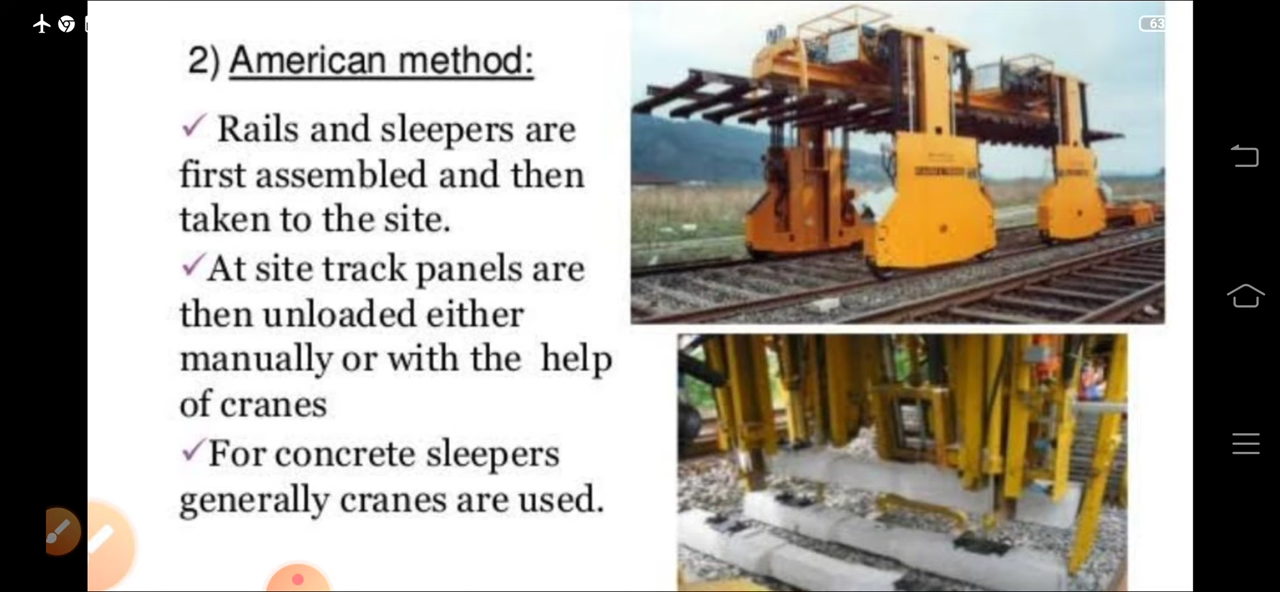 63
2) American method:
✓ Rails and sleepers are
first assembled and then
taken to the site.
✓At site track panels are
then unloaded either
manually or with the  help
of cranes
✓For concrete sleepers
generally cranes are used.